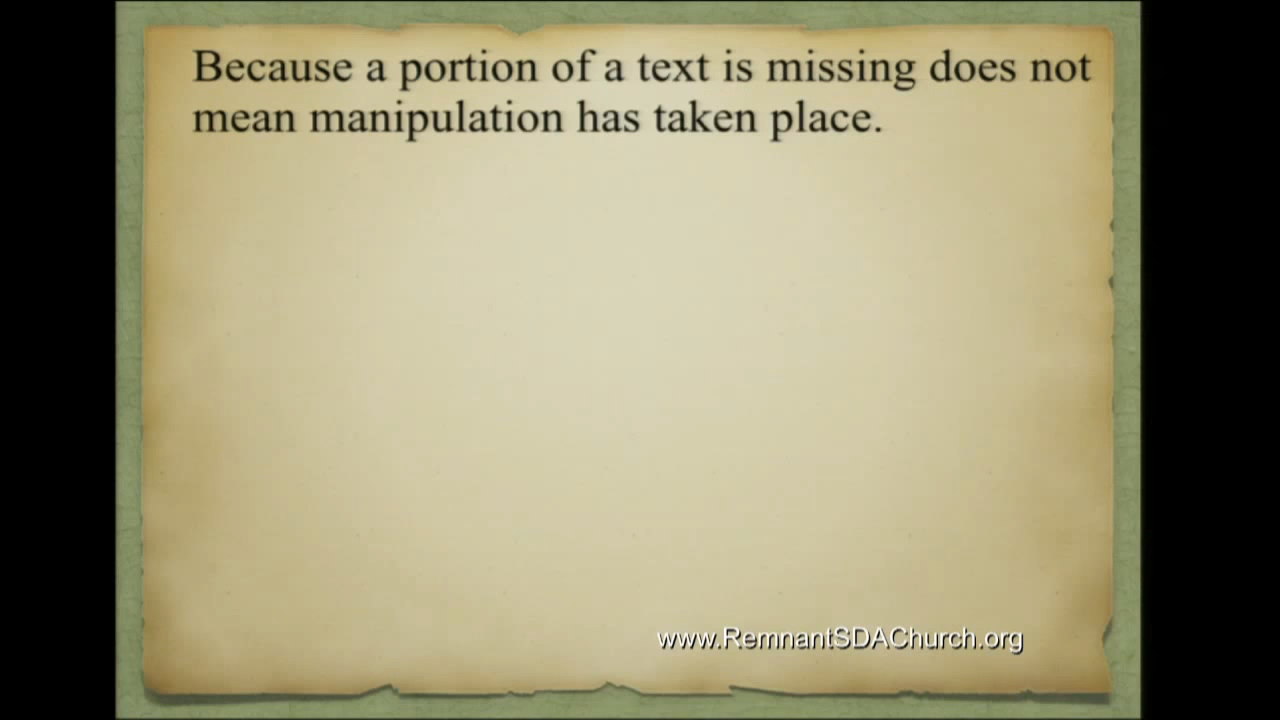 Because a portion of a text is missing does not
mean manipulation has taken place.
www.RemnantSDAChurch.org